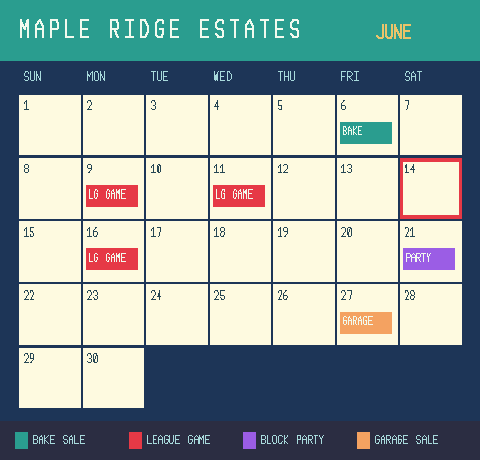 MAPLE RIDGE ESTATES JUNE
SUN MON TUE WED THU FRI SAT
1 2 3 4 5 6 7
BAKE
8 9 10 11 12 13 14
LG GAME LG GAME
15 16 17 18 19 20 21
LG GAME PARTY
22 23 24 25 26 27 28
GARAGE
29 30
BAKE SALE LEAGUE GAME BLOCK PARTY GARAGE SALE